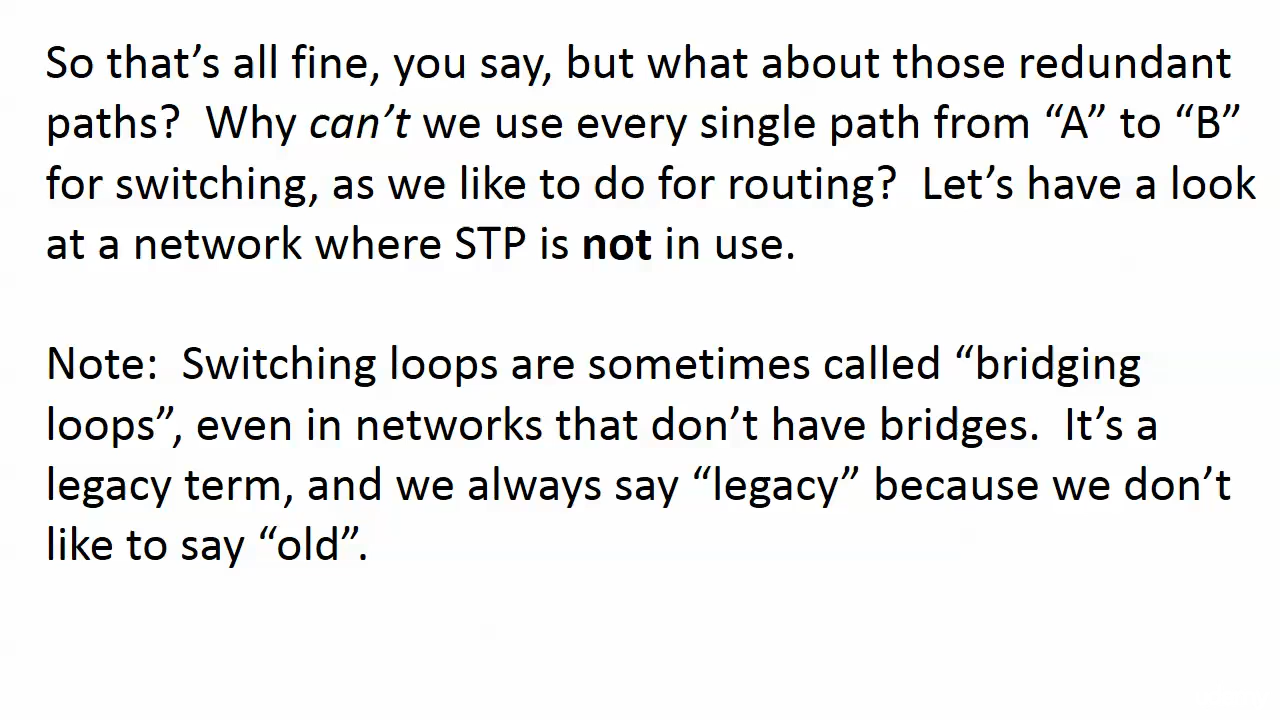 So that’s all fine, you say, but what about those redundant
paths?  Why can’t we use every single path from “A” to “B”
for switching, as we like to do for routing?  Let’s have a look
at a network where STP is not in use.
Note:  Switching loops are sometimes called “bridging
loops”, even in networks that don’t have bridges.  It’s a
legacy term, and we always say “legacy” because we don’t
like to say “old”.